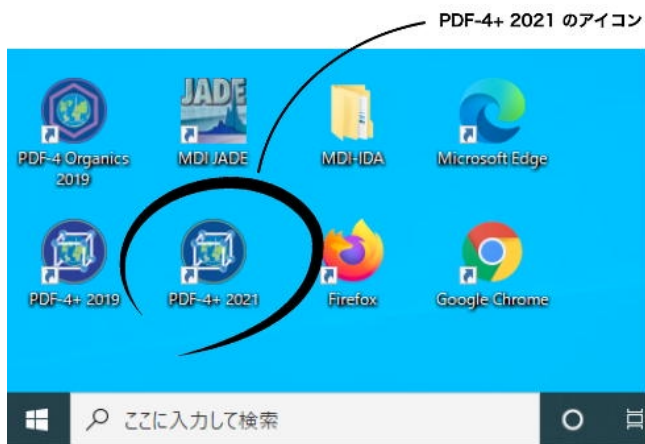 PDF-4+ 2021 のアイコン
JADE
PDF-4 Organics
2019
MDI JADE
MDI-IDA
Microsoft Edge
PDF-4+ 2019
PDF-4+ 2021
Firefox
Google Chrome
ここに入力して検索